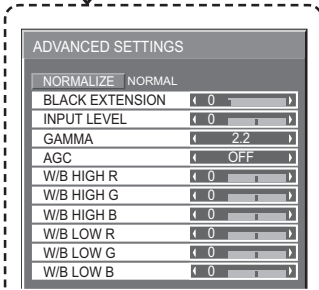 ADVANCED SETTINGS
NORMALIZE NORMAL
BLACK EXTENSION 0
INPUT LEVEL 0
GAMMA 2.2
AGC OFF
W/B HIGH R 0
W/B HIGH G 0
W/B HIGH B 0
W/B LOW R 0
W/B LOW G 0
W/B LOW B 0